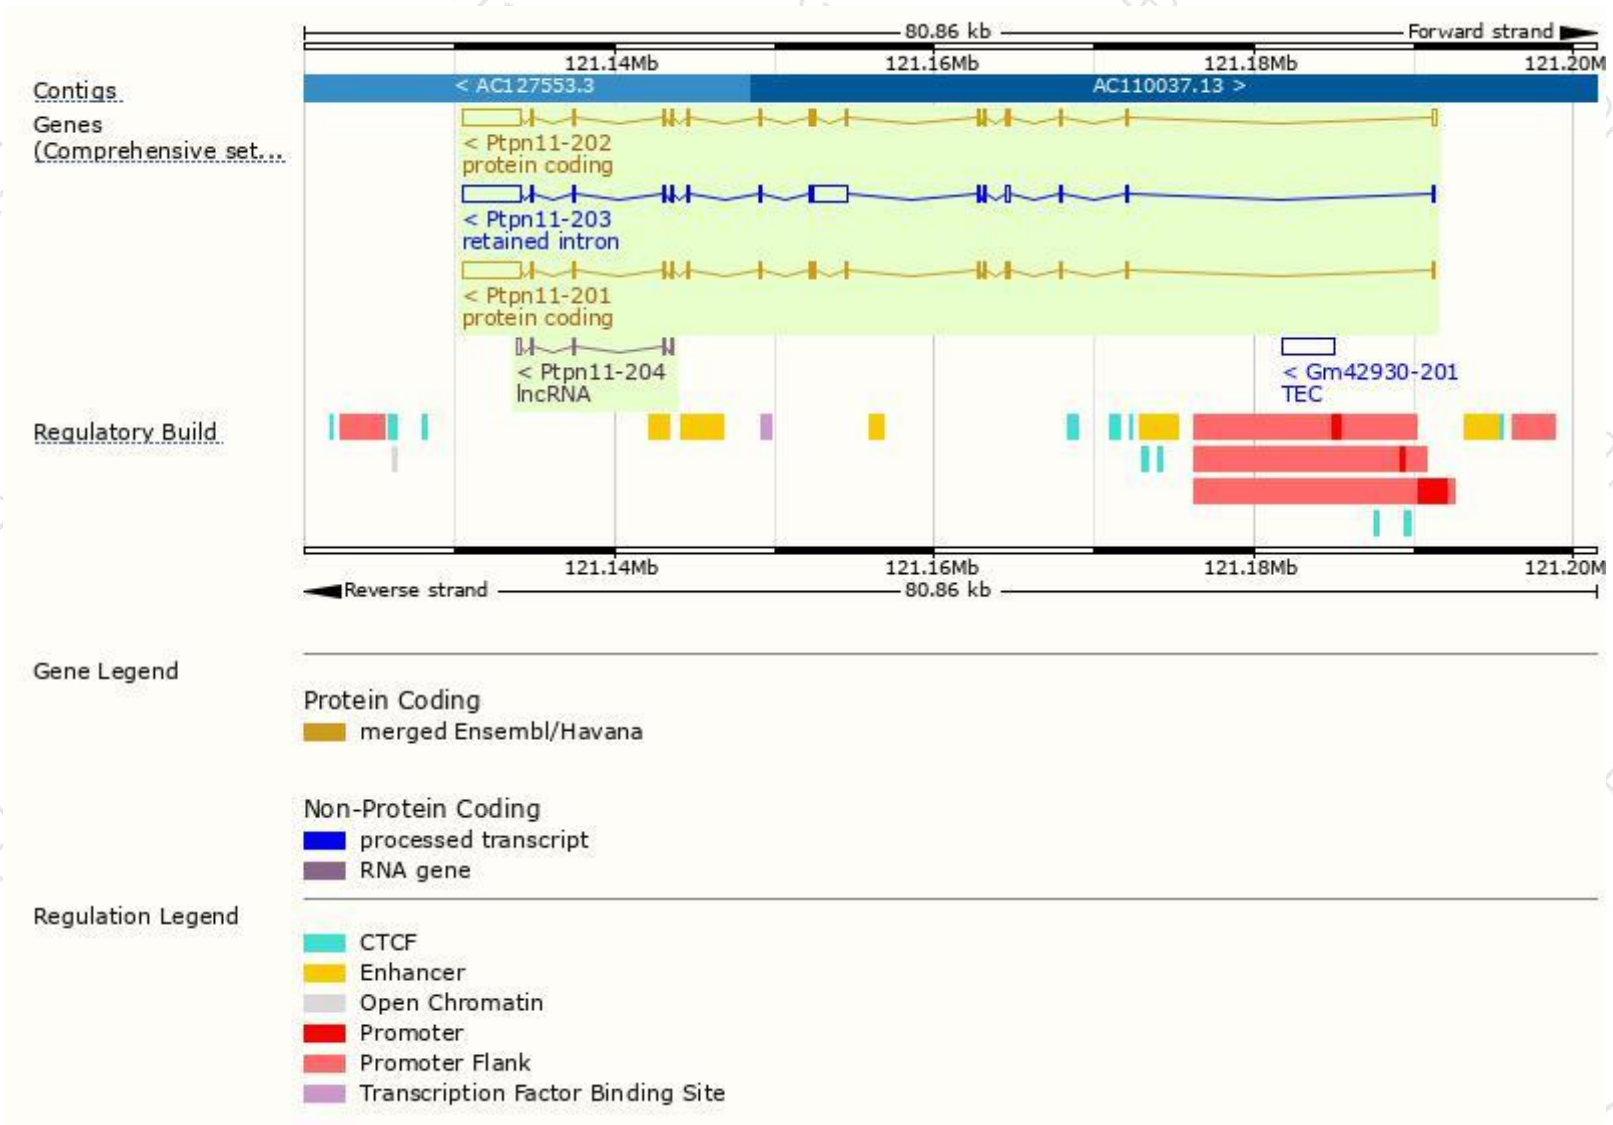 80.86 kb Forward strand
121.14Mb 121.16Mb 121.18Mb 121.20M
Contigs < AC127553.3 AC110037.13 >
Genes
(Comprehensive set...
< Ptpn11-202
protein coding
< Ptpn11-203
retained intron
< Ptpn11-201
protein coding
< Ptpn11-204 < Gm42930-201
lncRNA TEC
Regulatory Build
121.14Mb 121.16Mb 121.18Mb 121.20M
Reverse strand 80.86 kb
Gene Legend
Protein Coding
merged Ensembl/Havana
Non-Protein Coding
processed transcript
RNA gene
Regulation Legend
CTCF
Enhancer
Open Chromatin
Promoter
Promoter Flank
Transcription Factor Binding Site